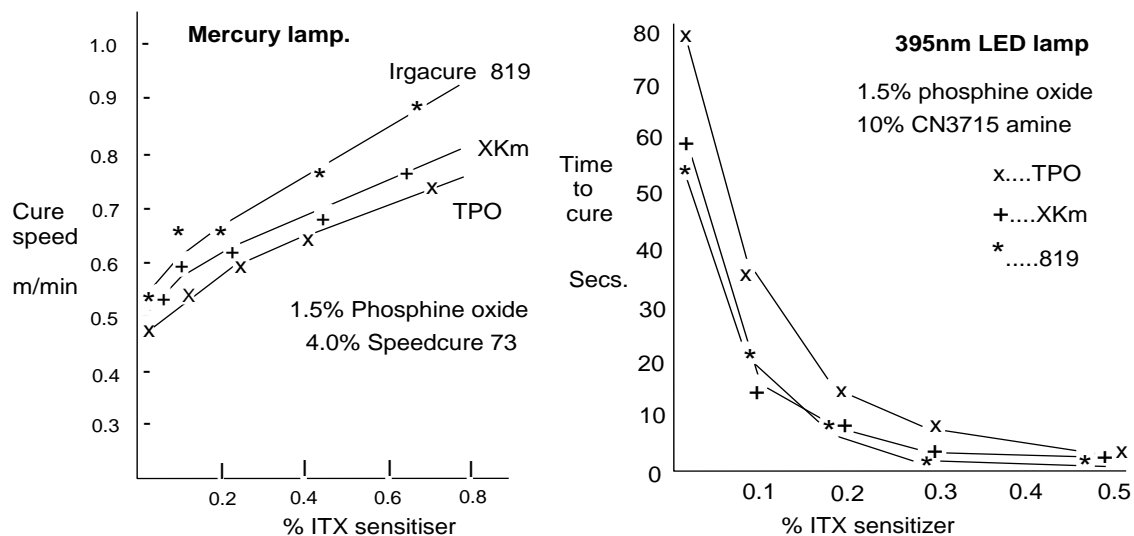 Mercury lamp.
1.0
0.9
0.8
0.7
0.6
0.5
0.4
0.3
Cure
speed
m/min
Irgacure 819
XKm
TPO
1.5% Phosphine oxide
4.0% Speedcure 73
0.2
0.4
0.6
0.8
% ITX sensitiser
395nm LED lamp
1.5% phosphine oxide
10% CN3715 amine
x....TPO
+....XKm
*.....819
Time
to
cure
Secs.
80
70
60
50
40
30
20
10
0
0.1
0.2
0.3
0.4
0.5
% ITX sensitizer